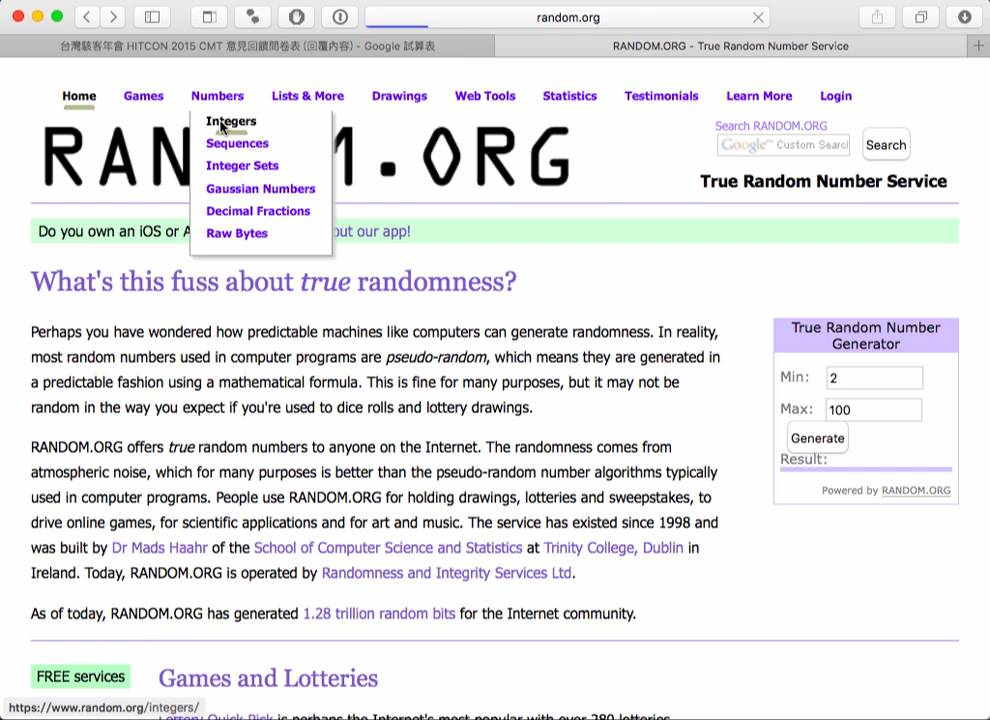 random.org
台灣駭客年會 HITCON 2015 CMT 意見回饋問卷表 (回覆內容) - Google 試算表
RANDOM.ORG - True Random Number Service
Home Games Numbers Lists & More Drawings Web Tools Statistics Testimonials Learn More Login
Integers
Sequences
Integer Sets
Gaussian Numbers
Decimal Fractions
Raw Bytes
Search RANDOM.ORG
Google™ Custom Search
Search
True Random Number Service
Do you own an iOS or A
out our app!
What's this fuss about true randomness?
Perhaps you have wondered how predictable machines like computers can generate randomness. In reality,
most random numbers used in computer programs are pseudo-random, which means they are generated in
a predictable fashion using a mathematical formula. This is fine for many purposes, but it may not be
random in the way you expect if you're used to dice rolls and lottery drawings.
RANDOM.ORG offers true random numbers to anyone on the Internet. The randomness comes from
atmospheric noise, which for many purposes is better than the pseudo-random number algorithms typically
used in computer programs. People use RANDOM.ORG for holding drawings, lotteries and sweepstakes, to
drive online games, for scientific applications and for art and music. The service has existed since 1998 and
was built by Dr Mads Haahr of the School of Computer Science and Statistics at Trinity College, Dublin in
Ireland. Today, RANDOM.ORG is operated by Randomness and Integrity Services Ltd.
As of today, RANDOM.ORG has generated 1.28 trillion random bits for the Internet community.
True Random Number
Generator
Min: 2
Max: 100
Generate
Result:
Powered by RANDOM.ORG
FREE services
Games and Lotteries
Lottery Quick Pick is perhaps the Internet's most popular with over 280 lotteries
https://www.random.org/integers/